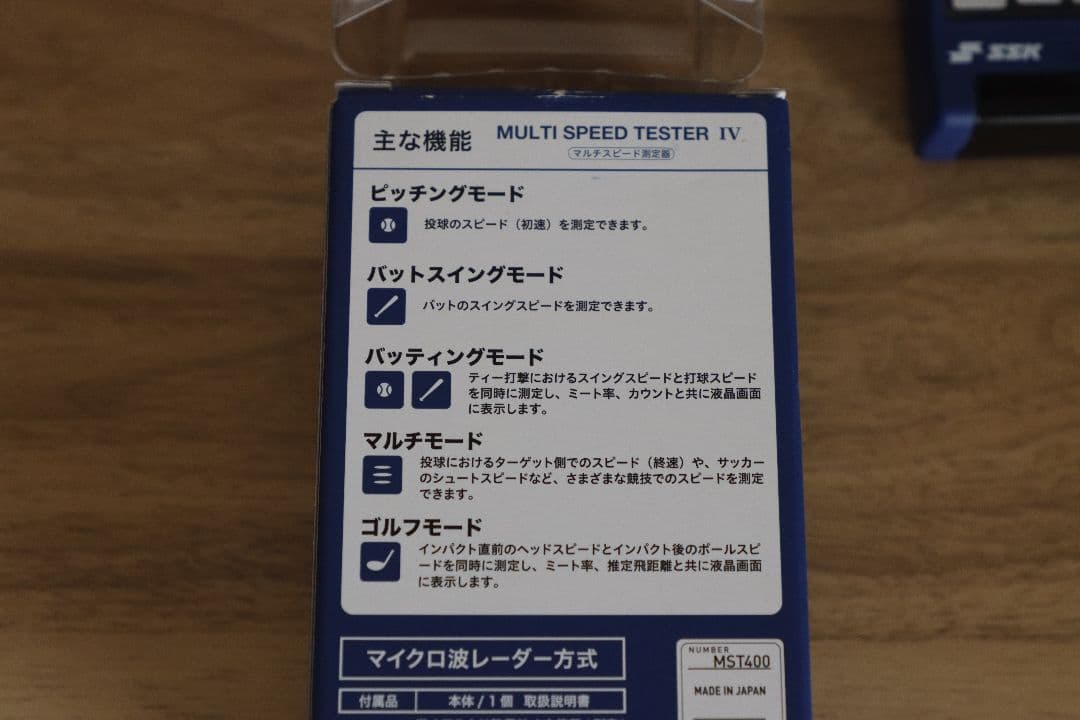 SSK
主な機能 MULTI SPEED TESTER IV
マルチスピード測定器
ピッチングモード
投球のスピード（初速）を測定できます。
バットスイングモード
バットのスイングスピードを測定できます。
バッティングモード
ティー打撃におけるスイングスピードと打球スピード
を同時に測定し、ミート率、カウントと共に液晶画面
に表示します。
マルチモード
投球におけるターゲット側でのスピード（終速）や、サッカー
のシュートスピードなど、さまざまな競技でのスピードを測定
できます。
ゴルフモード
インパクト直前のヘッドスピードとインパクト後のボールスピ
ードを同時に測定し、ミート率、推定飛距離と共に液晶画面
に表示します。
マイクロ波レーダー方式
付属品 本体/1個 取扱説明書
NUMBER
MST400
MADE IN JAPAN